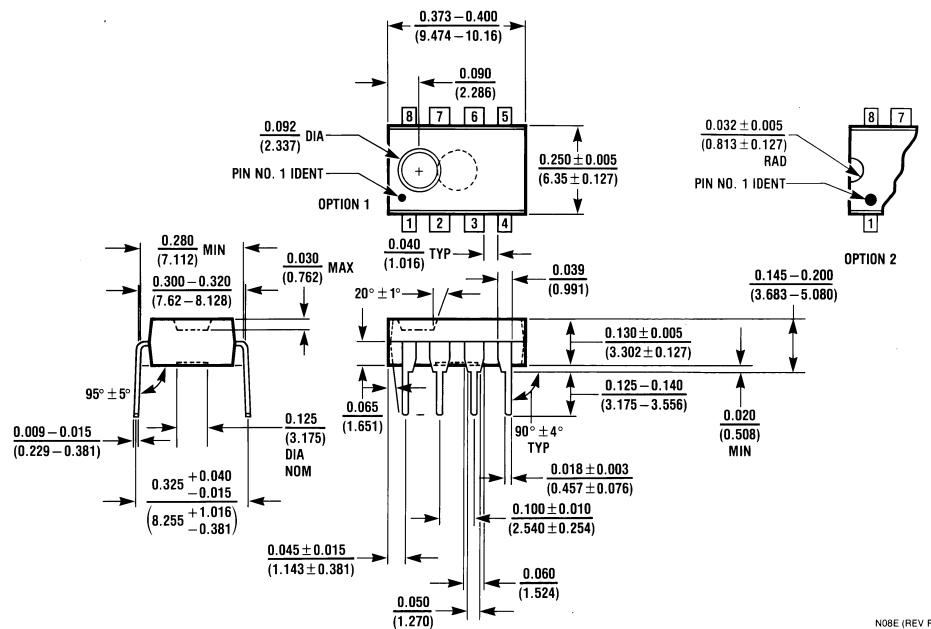 0.373 – 0.400
(9.474 – 10.16)
0.090
(2.286)
8 7 6 5
0.092 DIA
(2.337)
PIN NO. 1 IDENT
OPTION 1
+
0.250 ± 0.005
(6.35 ± 0.127)
1 2 3 4
0.032 ± 0.005
(0.813 ± 0.127)
RAD
PIN NO. 1 IDENT
8 7
1
OPTION 2
0.280 MIN
(7.112)
0.300 – 0.320
(7.62 – 8.128)
0.030 MAX
(0.762)
0.040 TYP
(1.016)
20° ± 1°
0.039
(0.991)
0.145 – 0.200
(3.683 – 5.080)
0.130 ± 0.005
(3.302 ± 0.127)
0.125 – 0.140
(3.175 – 3.556)
0.020
(0.508)
MIN
95° ± 5°
0.065
(1.651)
90° ± 4°
TYP
0.009 – 0.015
(0.229 – 0.381)
0.125
(3.175)
DIA
NOM
0.018 ± 0.003
(0.457 ± 0.076)
0.325 +0.040
–0.015
(8.255 +1.016
–0.381)
0.100 ± 0.010
(2.540 ± 0.254)
0.045 ± 0.015
(1.143 ± 0.381)
0.060
(1.524)
0.050
(1.270)
N08E (REV F